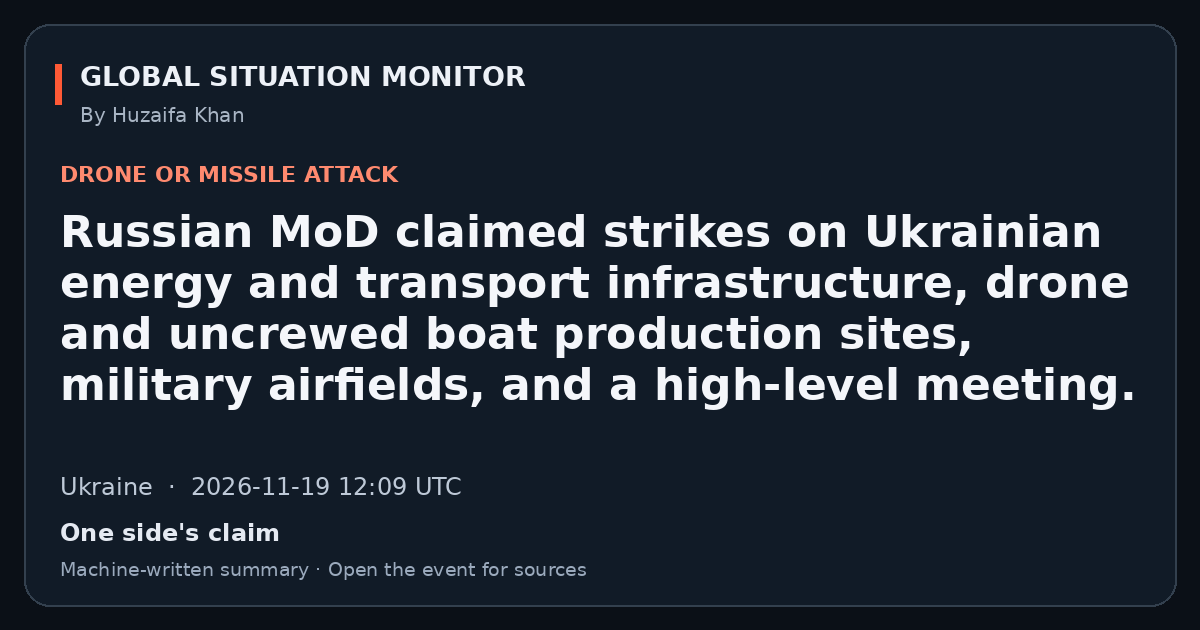 GLOBAL SITUATION MONITOR
By Huzaifa Khan
DRONE OR MISSILE ATTACK
Russian MoD claimed strikes on Ukrainian
energy and transport infrastructure, drone
and uncrewed boat production sites,
military airfields, and a high-level meeting.
Ukraine · 2026-11-19 12:09 UTC
One side's claim
Machine-written summary · Open the event for sources